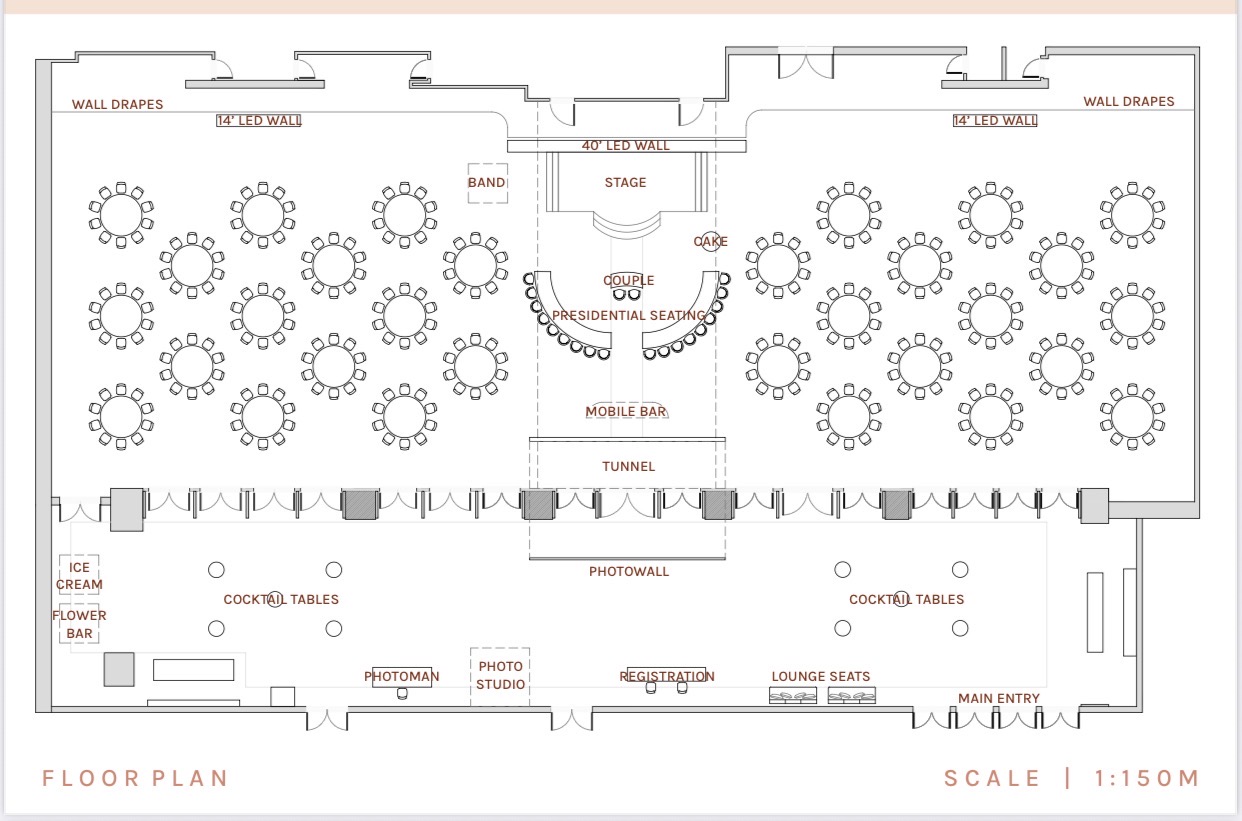 WALL DRAPES
WALL DRAPES
14' LED WALL
14' LED WALL
40' LED WALL
BAND
STAGE
CAKE
COUPLE
PRESIDENTIAL SEATING
MOBILE BAR
TUNNEL
PHOTOWALL
ICE
CREAM
COCKTAIL TABLES
COCKTAIL TABLES
FLOWER
BAR
PHOTOMAN
PHOTO
STUDIO
REGISTRATION
LOUNGE SEATS
MAIN ENTRY
FLOOR PLAN
SCALE | 1:150M